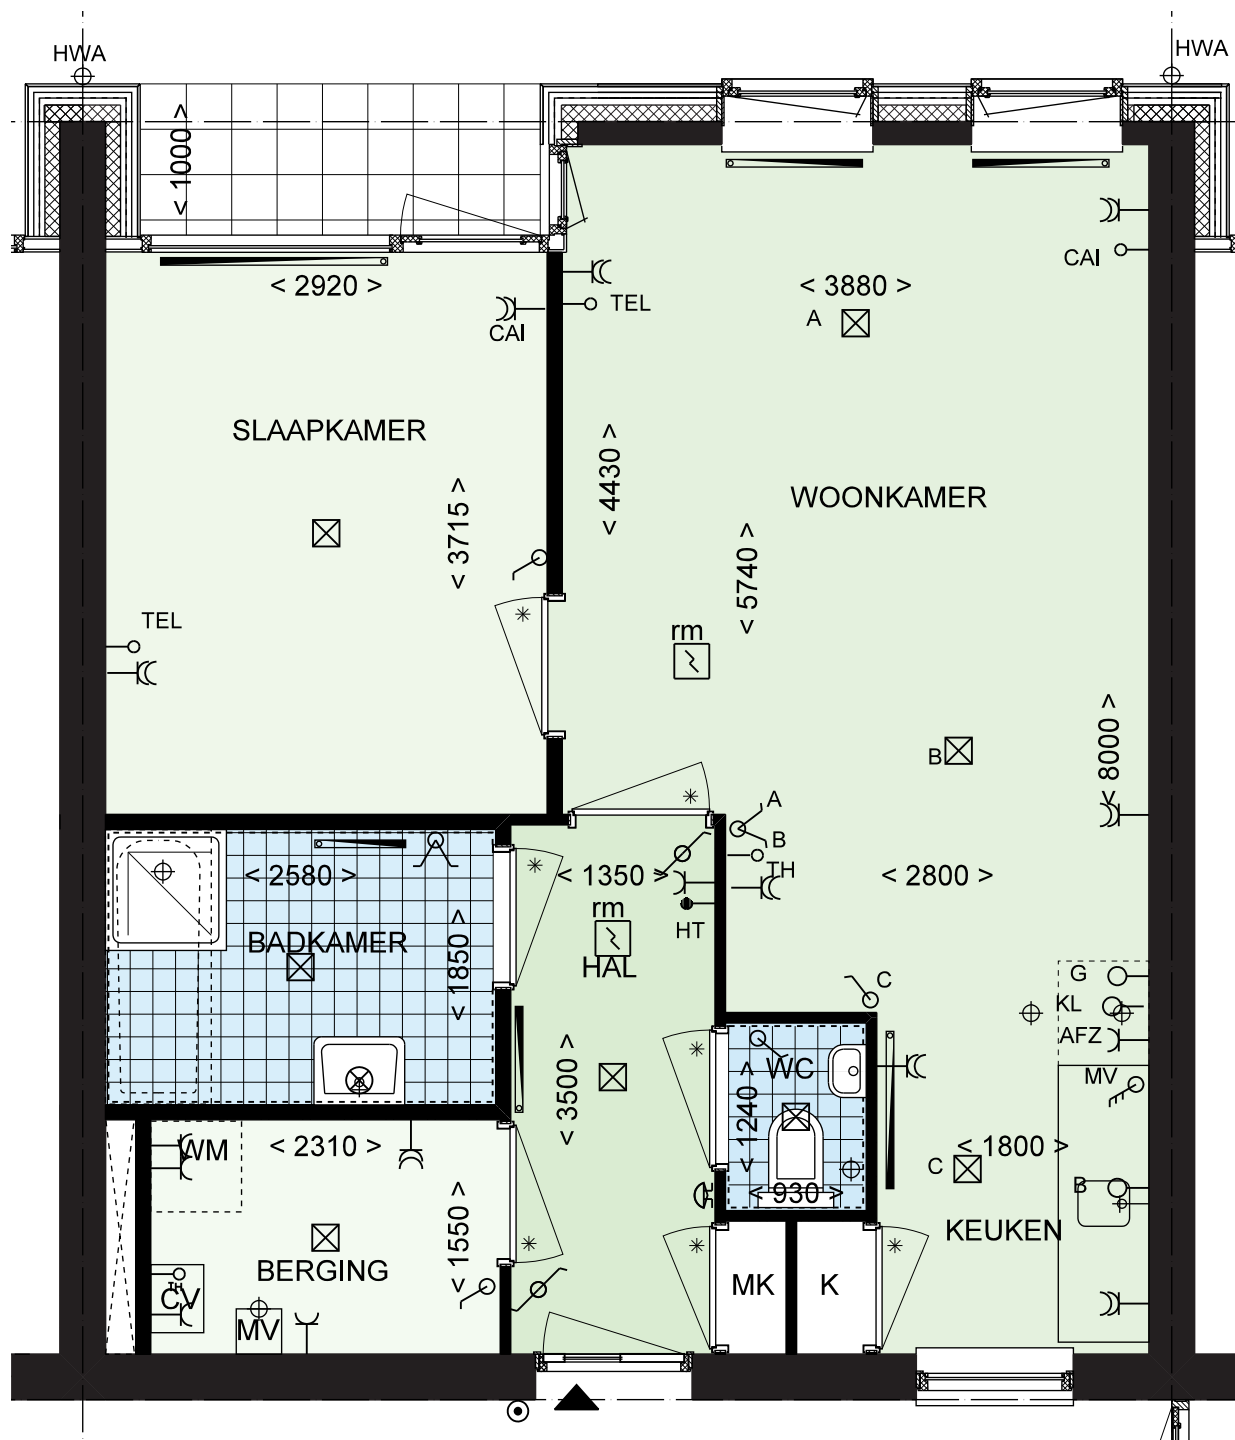 HWA
HWA
< 1000 >
< 2920 >
CAI
TEL
< 3880 >
A
CAI
SLAAPKAMER
< 3715 >
TEL
< 4430 >
WOONKAMER
< 5740 >
rm
B
< 8000 >
A
B
TH
< 2800 >
< 2580 >
BADKAMER
< 1850 >
< 1350 >
rm
HAL
HT
< 3500 >
C
G
KL
AFZ
MV
WC
< 1240 >
< 930 >
< 1800 >
C
B
KEUKEN
WM
< 2310 >
< 1550 >
BERGING
TH
CV
MV
MK
K